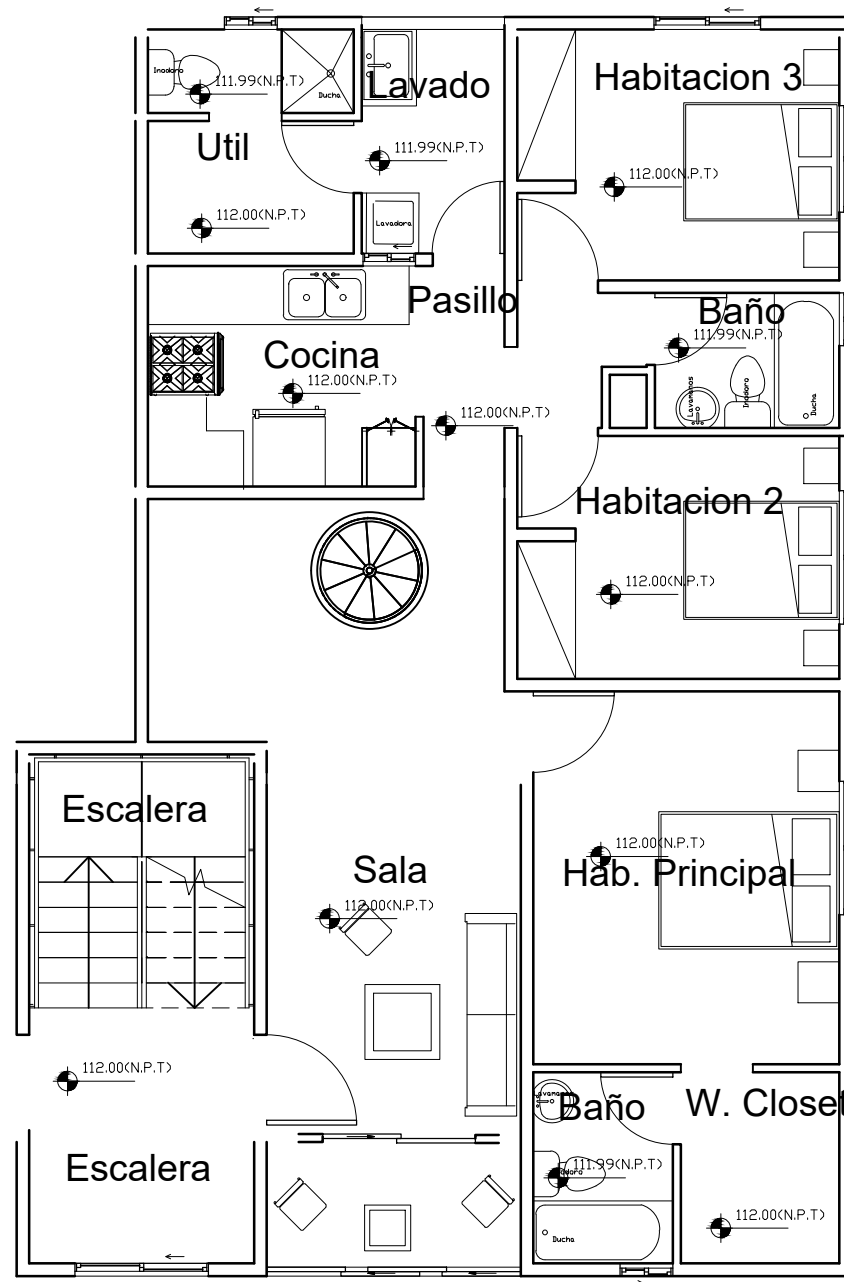 Inodoro
111.99(N.P.T)
Ducha
Lavado
Habitacion 3
Util
111.99(N.P.T)
112.00(N.P.T)
112.00(N.P.T)
Lavadora
Pasillo
Baño
111.99(N.P.T)
Cocina
112.00(N.P.T)
Lavamanos
Inodoro
Ducha
112.00(N.P.T)
Habitacion 2
112.00(N.P.T)
Escalera
112.00(N.P.T)
Sala
Hab. Principal
112.00(N.P.T)
112.00(N.P.T)
Lavamanos
Baño
W. Closet
Escalera
111.99(N.P.T)
Inodoro
112.00(N.P.T)
Ducha